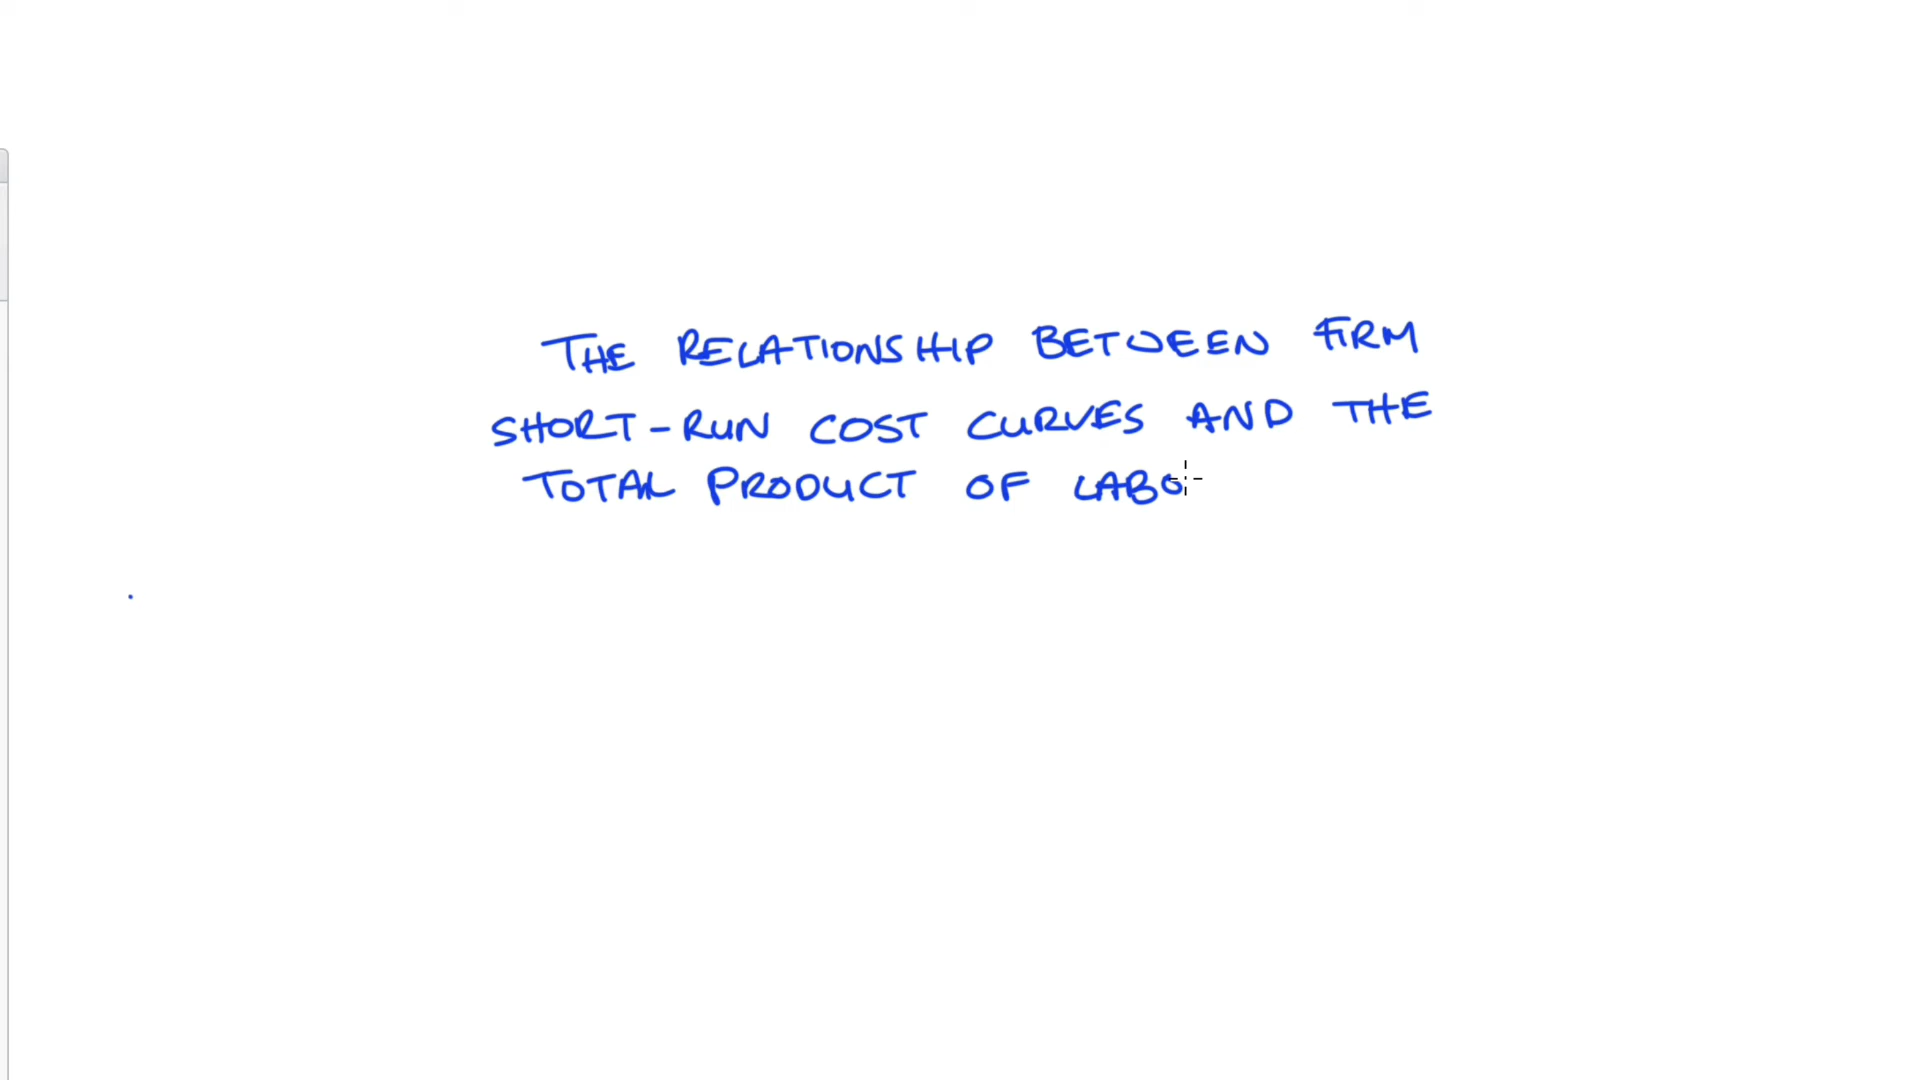 THE RELATIONSHIP BETWEEN FIRM
SHORT-RUN COST CURVES AND THE
TOTAL PRODUCT OF LABO